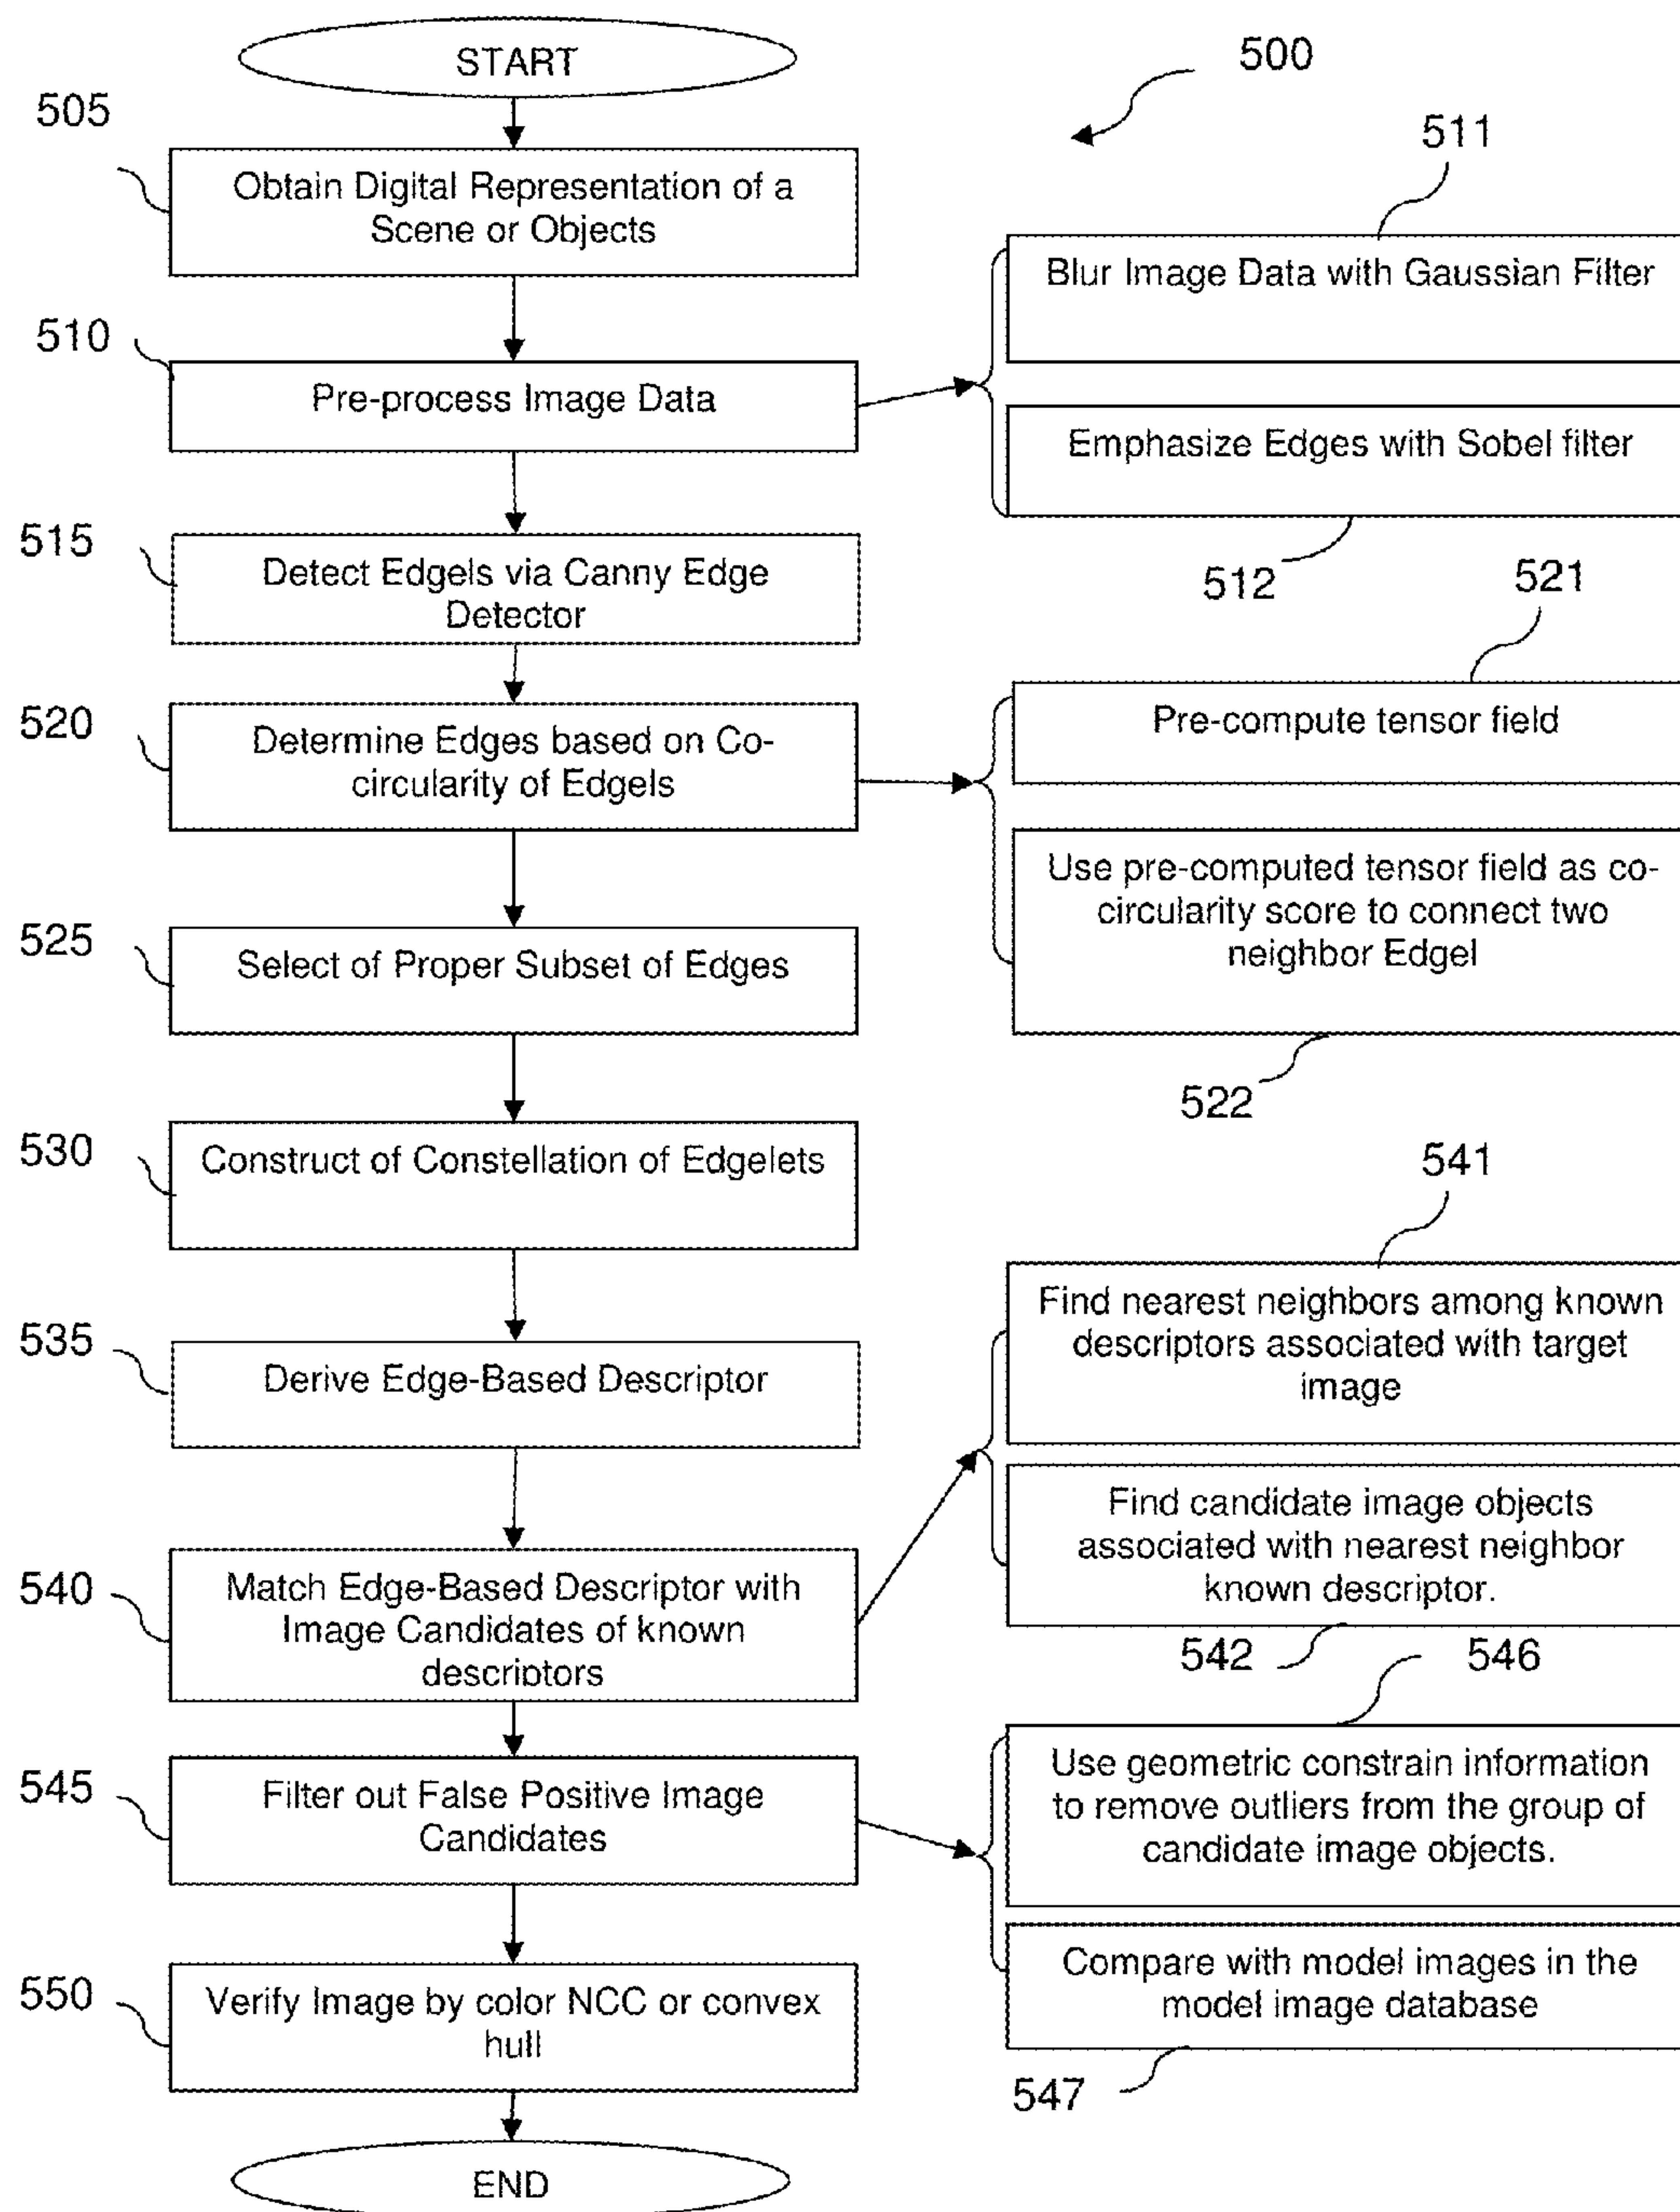 START
500
505
Obtain Digital Representation of a
Scene or Objects
511
Blur Image Data with Gaussian Filter
510
Pre-process Image Data
Emphasize Edges with Sobel filter
512
515
Detect Edgels via Canny Edge
Detector
521
Pre-compute tensor field
520
Determine Edges based on Co-
circularity of Edgels
Use pre-computed tensor field as co-
circularity score to connect two
neighbor Edgel
522
525
Select of Proper Subset of Edges
530
Construct of Constellation of Edgelets
541
Find nearest neighbors among known
descriptors associated with target
image
535
Derive Edge-Based Descriptor
Find candidate image objects
associated with nearest neighbor
known descriptor.
542
540
Match Edge-Based Descriptor with
Image Candidates of known
descriptors
546
Use geometric constrain information
to remove outliers from the group of
candidate image objects.
545
Filter out False Positive Image
Candidates
Compare with model images in the
model image database
547
550
Verify Image by color NCC or convex
hull
END